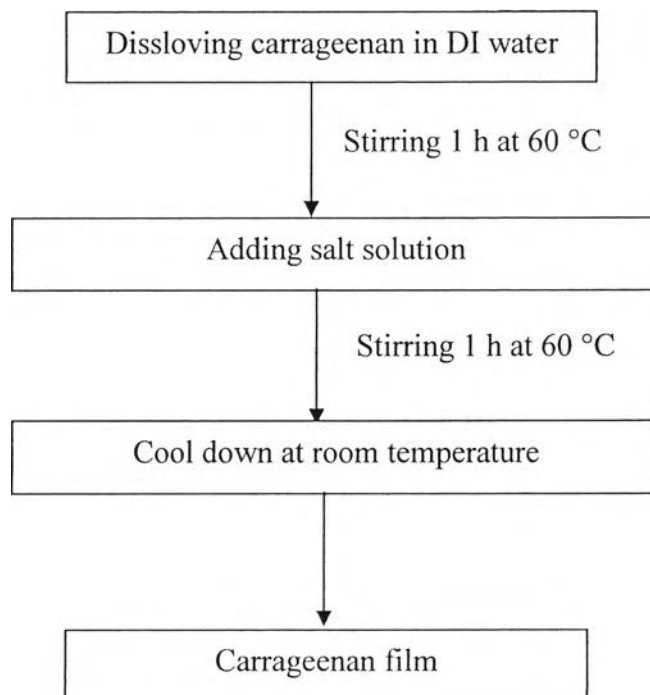 Dissloving carrageenan in DI water
Stirring 1 h at 60 °C
Adding salt solution
Stirring 1 h at 60 °C
Cool down at room temperature
Carrageenan film